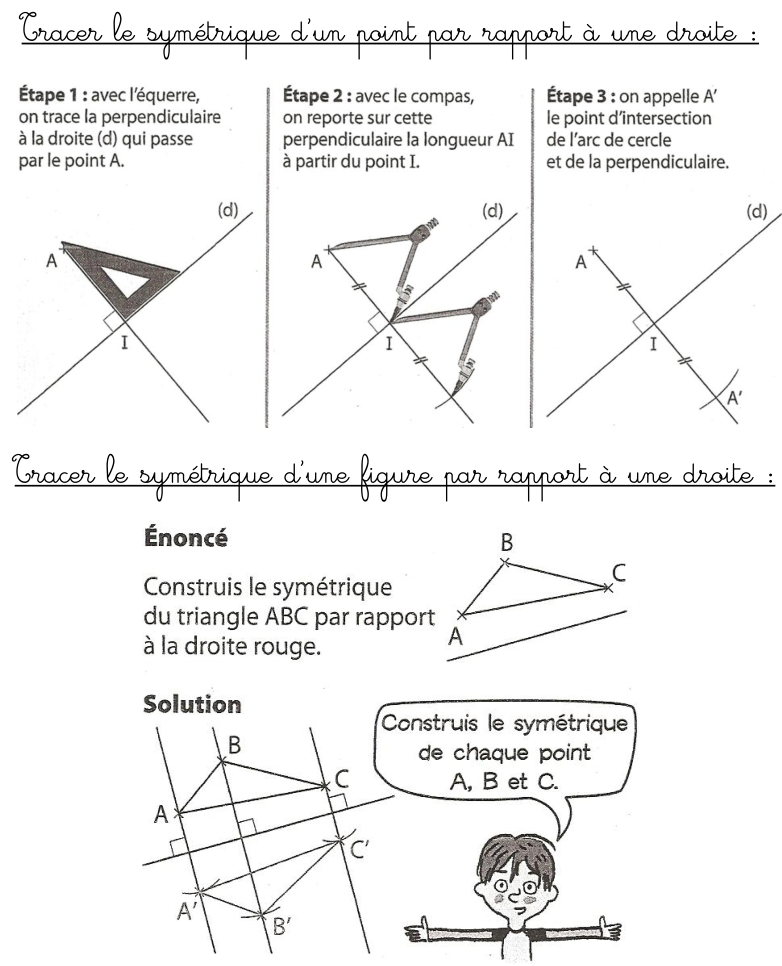 Tracer le symétrique d'un point par rapport à une droite :
Étape 1 : avec l'équerre,
on trace la perpendiculaire
à la droite (d) qui passe
par le point A.
(d)
A
I
Étape 2 : avec le compas,
on reporte sur cette
perpendiculaire la longueur AI
à partir du point I.
(d)
A
I
Étape 3 : on appelle A'
le point d'intersection
de l'arc de cercle
et de la perpendiculaire.
(d)
A
I
A'
Tracer le symétrique d'une figure par rapport à une droite :
Énoncé
Construis le symétrique
du triangle ABC par rapport
à la droite rouge.
B
C
A
Solution
B
C
A
C'
A'
B'
Construis le symétrique
de chaque point
A, B et C.